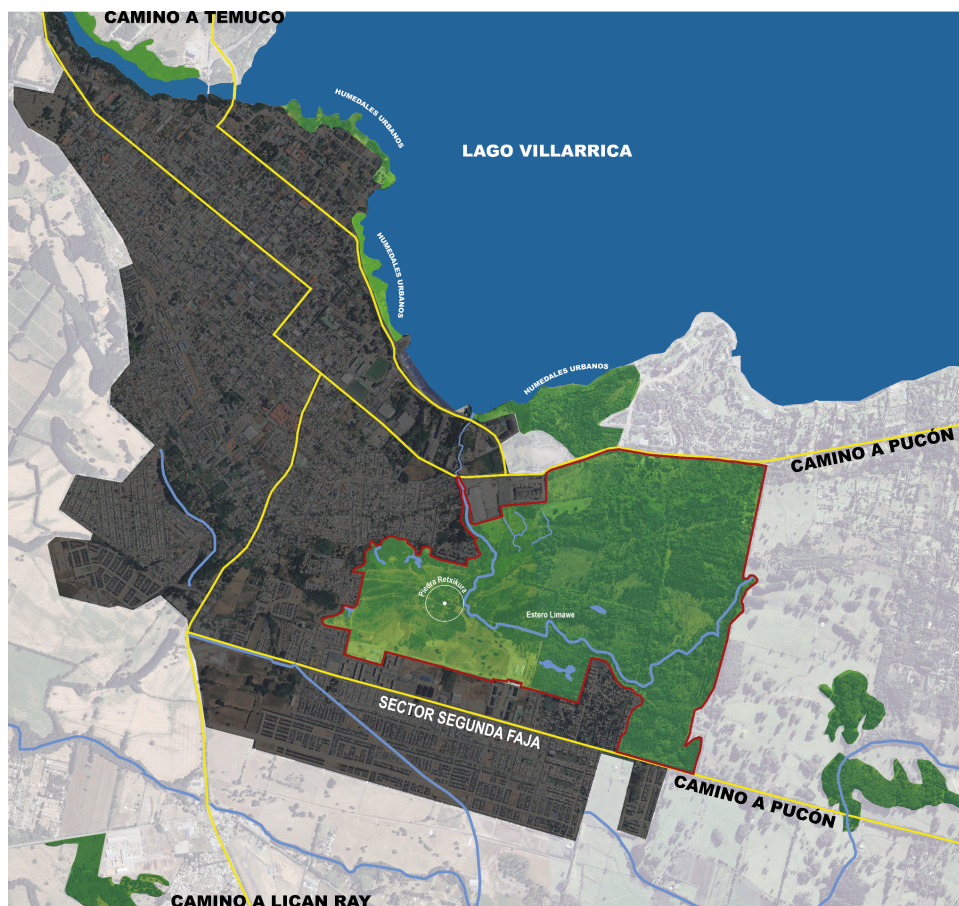 CAMINO A TEMUCO
HUMEDALES URBANOS
LAGO VILLARRICA
HUMEDALES URBANOS
HUMEDALES URBANOS
CAMINO A PUCÓN
Piedra Retxikura
Estero Limawe
SECTOR SEGUNDA FAJA
CAMINO A PUCÓN
CAMINO A LICAN RAY